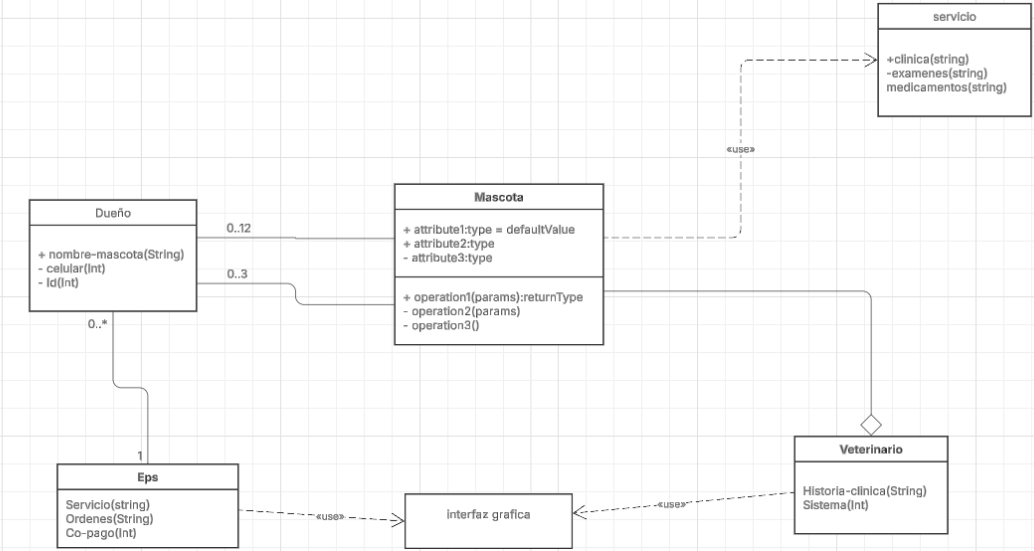 servicio
+clinica(string)
-examenes(string)
medicamentos(string)
«use»
Mascota
+ attribute1:type = defaultValue
+ attribute2:type
- attribute3:type
+ operation1(params):returnType
- operation2(params)
- operation3()
Dueño
+ nombre-mascota(String)
- celular(Int)
- Id(Int)
0..12
0..3
0..*
1
Eps
Servicio(string)
Ordenes(String)
Co-pago(Int)
«use»
interfaz grafica
«use»
Veterinario
Historia-clinica(String)
Sistema(Int)